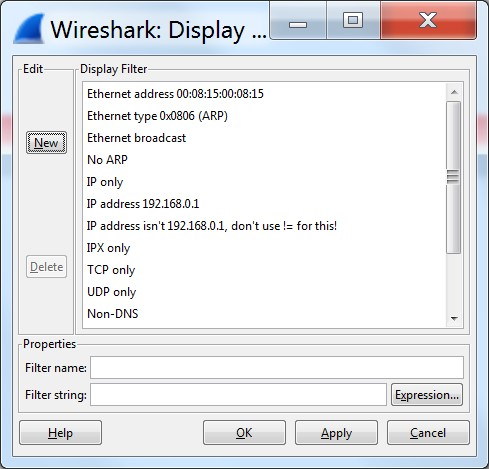 Wireshark: Display ...
Edit
Display Filter
Ethernet address 00:08:15:00:08:15
Ethernet type 0x0806 (ARP)
Ethernet broadcast
New
No ARP
IP only
IP address 192.168.0.1
IP address isn't 192.168.0.1, don't use != for this!
IPX only
Delete
TCP only
UDP only
Non-DNS
Properties
Filter name:
Filter string:
Expression...
Help
OK
Apply
Cancel